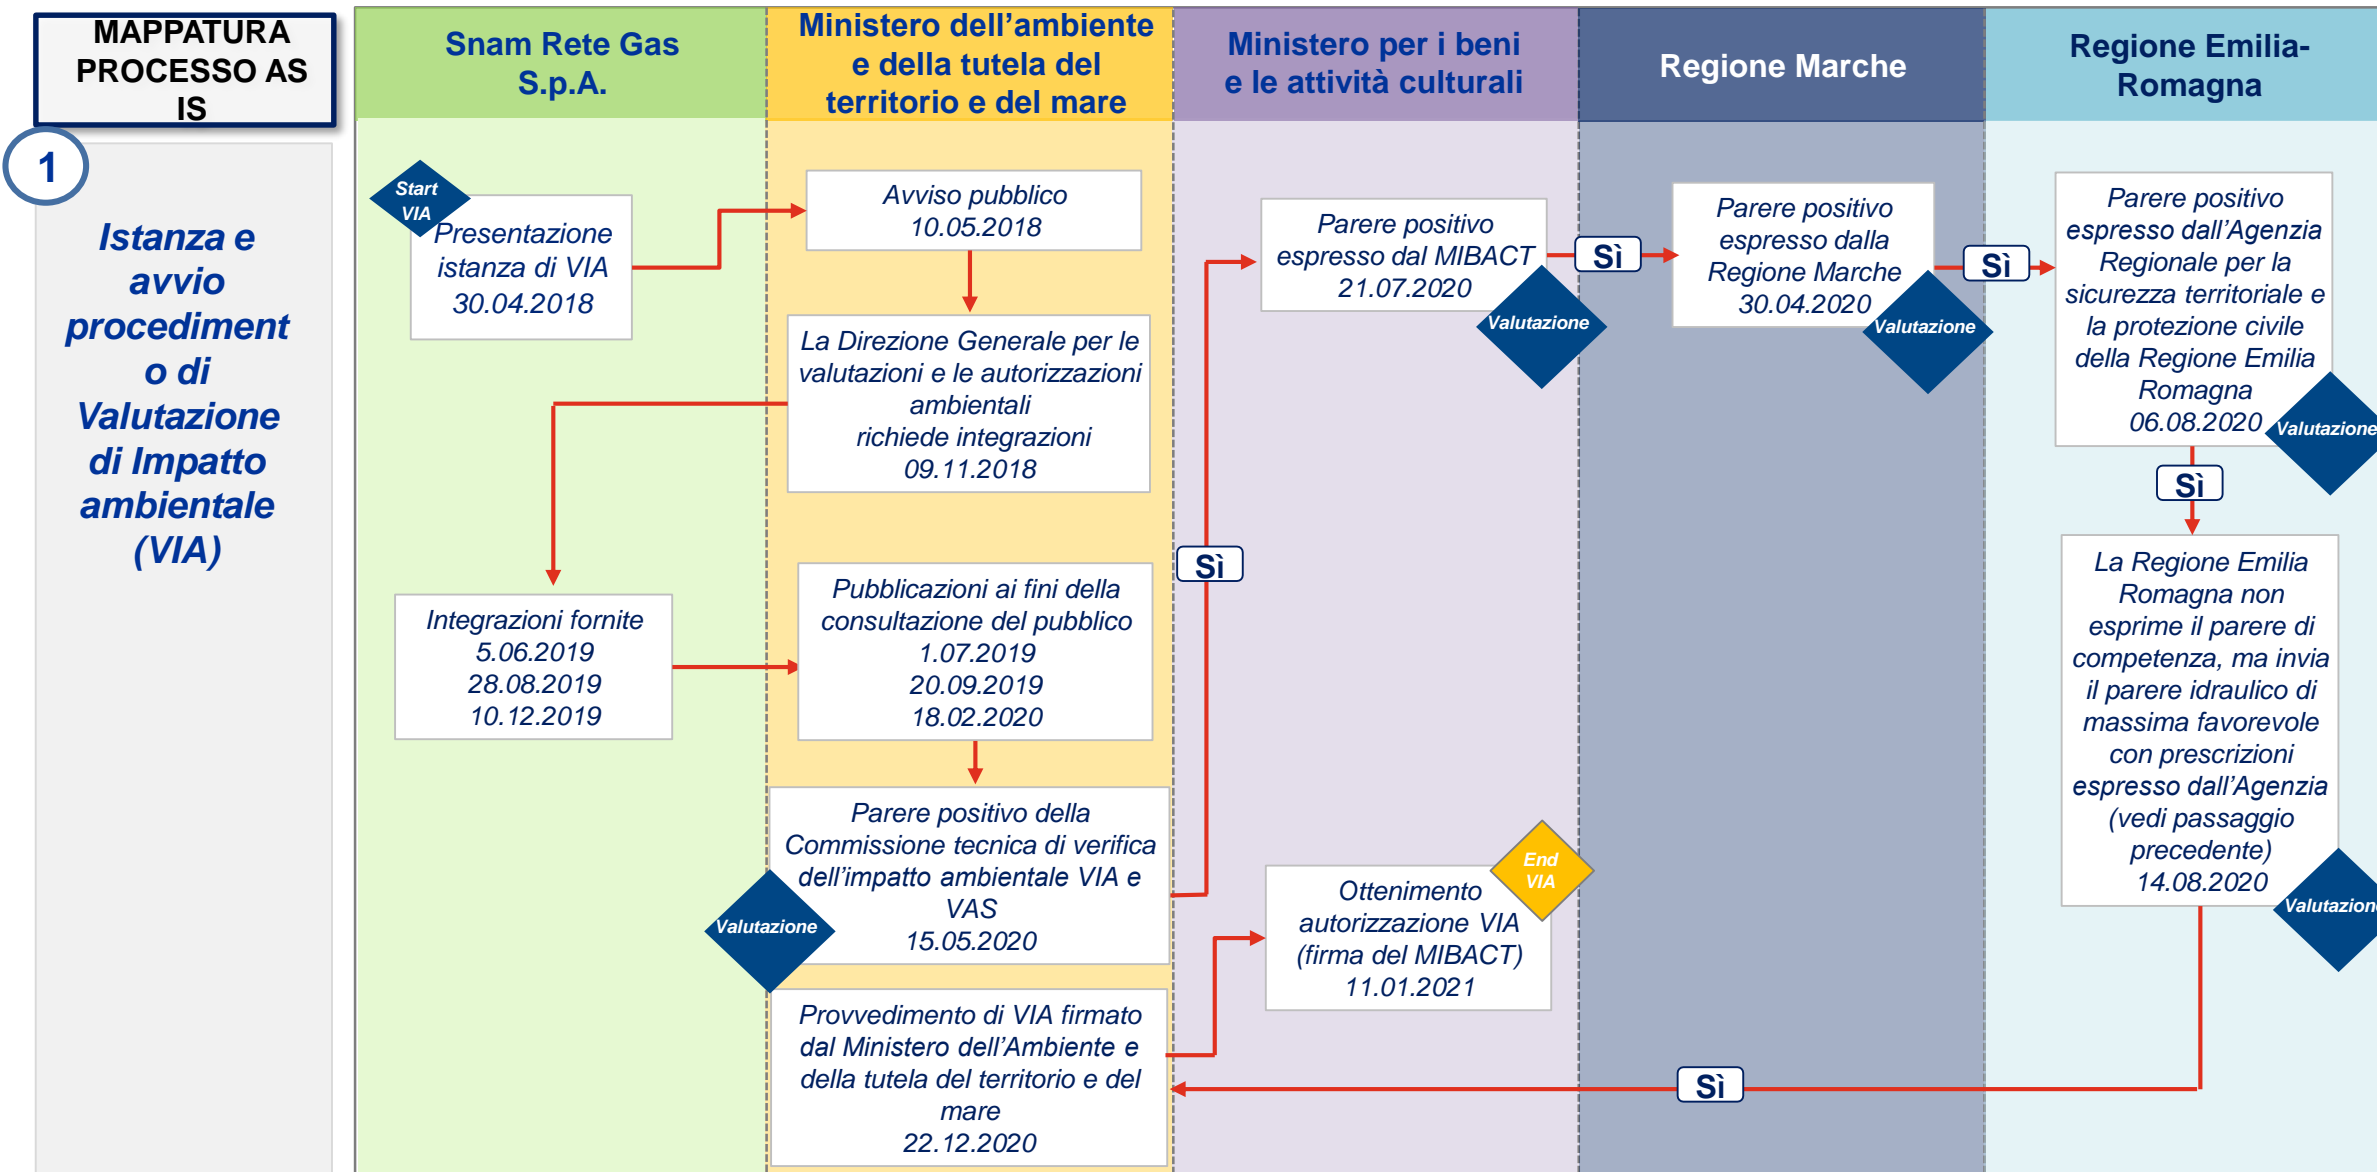 MAPPATURA
PROCESSO AS
IS
1
Istanza e
avvio
procediment
o di
Valutazione
di Impatto
ambientale
(VIA)
Snam Rete Gas
S.p.A.
Ministero dell’ambiente
e della tutela del
territorio e del mare
Ministero per i beni
e le attività culturali
Regione Marche
Regione Emilia-
Romagna
Start
VIA
Presentazione
istanza di VIA
30.04.2018
Avviso pubblico
10.05.2018
La Direzione Generale per le
valutazioni e le autorizzazioni
ambientali
richiede integrazioni
09.11.2018
Integrazioni fornite
5.06.2019
28.08.2019
10.12.2019
Pubblicazioni ai fini della
consultazione del pubblico
1.07.2019
20.09.2019
18.02.2020
Parere positivo della
Commissione tecnica di verifica
dell’impatto ambientale VIA e
VAS
15.05.2020
Valutazione
Sì
Parere positivo
espresso dal MIBACT
21.07.2020
Valutazione
Sì
Parere positivo
espresso dalla
Regione Marche
30.04.2020
Valutazione
Sì
Parere positivo
espresso dall’Agenzia
Regionale per la
sicurezza territoriale e
la protezione civile
della Regione Emilia
Romagna
06.08.2020
Valutazione
Sì
La Regione Emilia
Romagna non
esprime il parere di
competenza, ma invia
il parere idraulico di
massima favorevole
con prescrizioni
espresso dall’Agenzia
(vedi passaggio
precedente)
14.08.2020
Valutazione
Sì
Provvedimento di VIA firmato
dal Ministero dell’Ambiente e
della tutela del territorio e del
mare
22.12.2020
Ottenimento
autorizzazione VIA
(firma del MIBACT)
11.01.2021
End
VIA